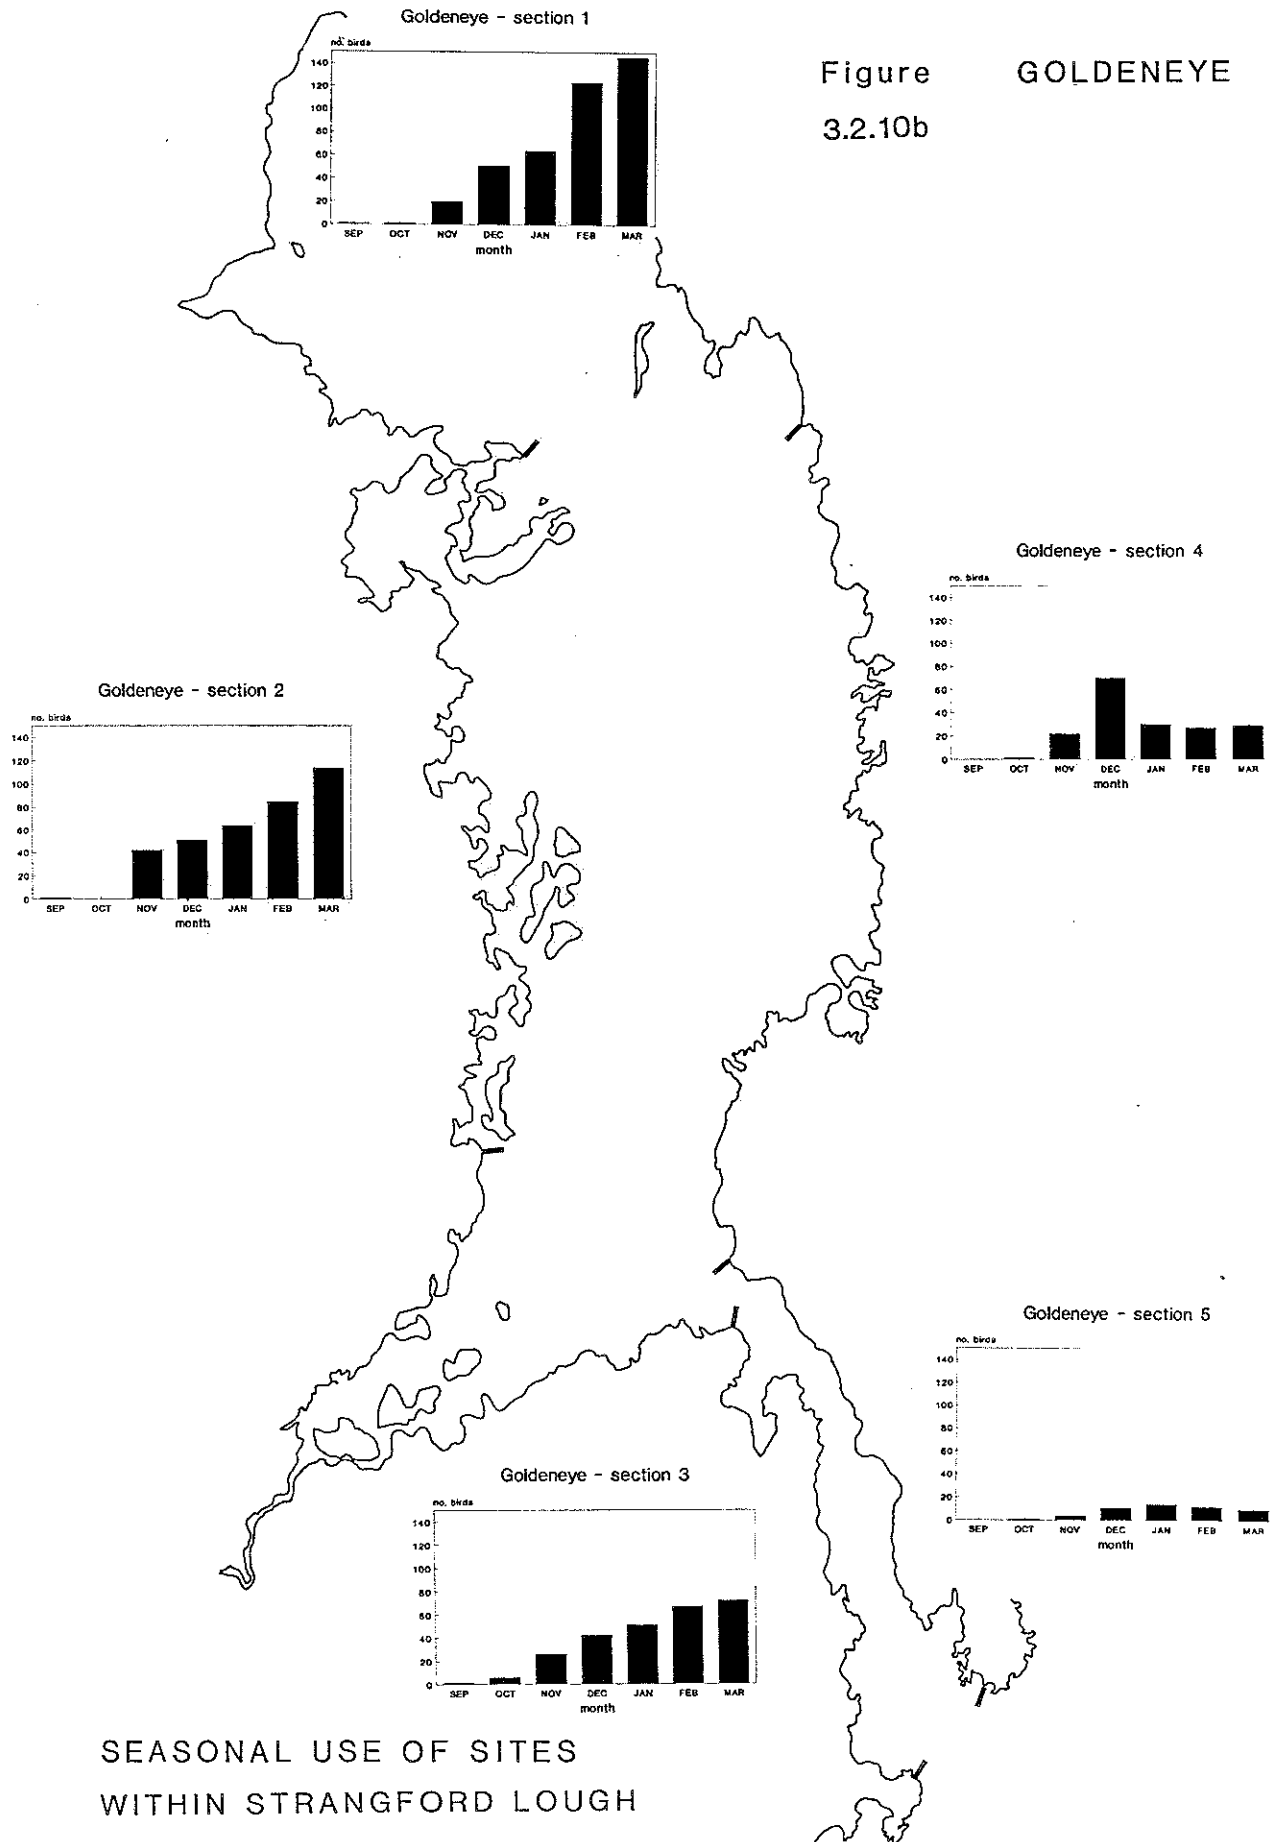 Goldeneye - section 1
no. birds
140
120
100
80
60
40
20
0
SEP OCT NOV DEC JAN FEB MAR
month
Figure GOLDENEYE
3.2.10b
Goldeneye - section 4
no. birds
140
120
100
80
60
40
20
0
SEP OCT NOV DEC JAN FEB MAR
month
Goldeneye - section 2
no. birds
140
120
100
80
60
40
20
0
SEP OCT NOV DEC JAN FEB MAR
month
Goldeneye - section 5
no. birds
140
120
100
80
60
40
20
0
SEP OCT NOV DEC JAN FEB MAR
month
Goldeneye - section 3
no. birds
140
120
100
80
60
40
20
0
SEP OCT NOV DEC JAN FEB MAR
month
SEASONAL USE OF SITES
WITHIN STRANGFORD LOUGH